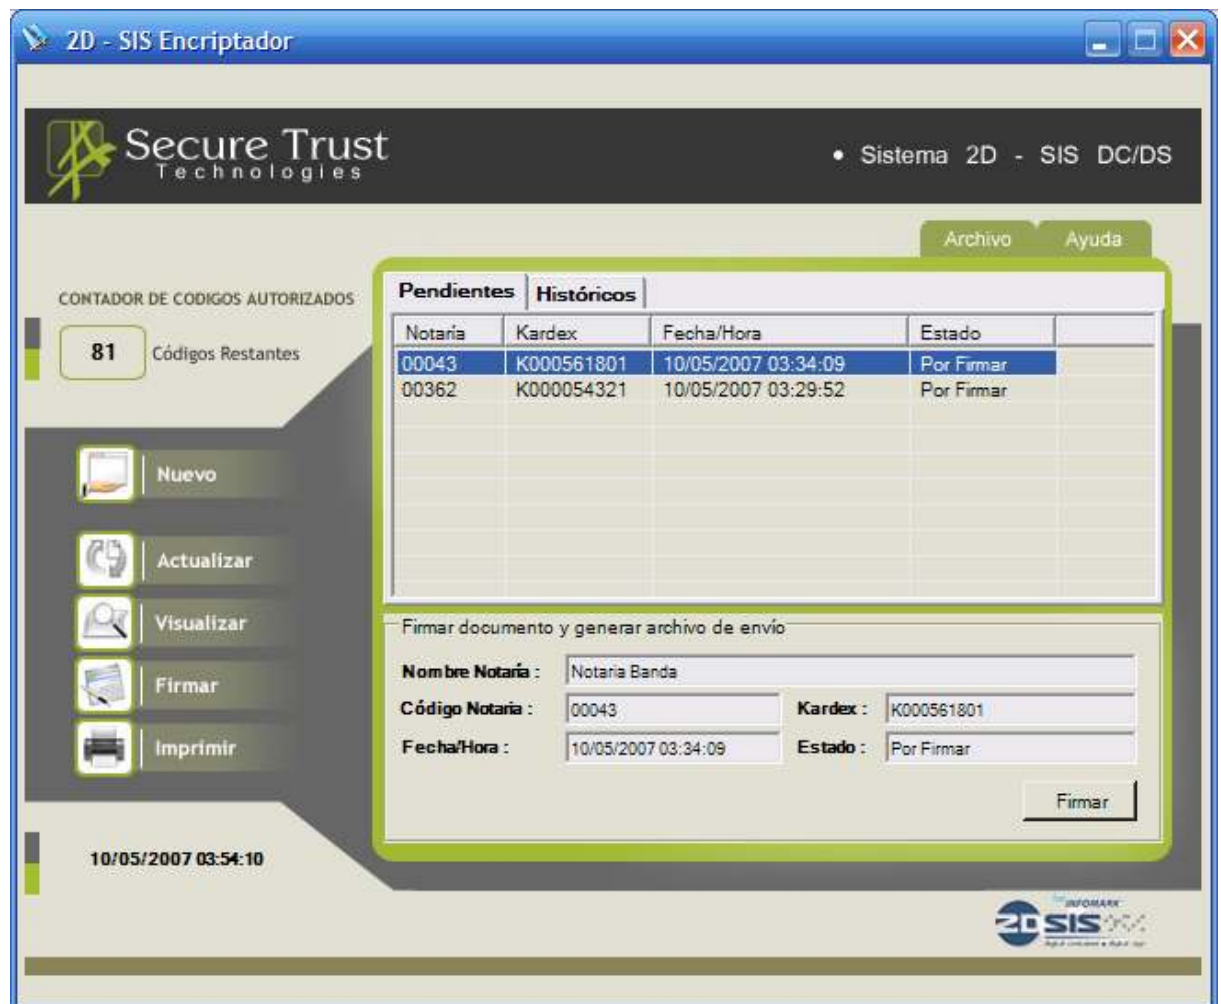 2D - SIS Encriptador
Secure Trust
Technologies
• Sistema 2D - SIS DC/DS
Archivo Ayuda
CONTADOR DE CODIGOS AUTORIZADOS
81 Códigos Restantes
Pendientes Históricos
Notaría Kardex Fecha/Hora Estado
00043 K000561801 10/05/2007 03:34:09 Por Firmar
00362 K000054321 10/05/2007 03:29:52 Por Firmar
Nuevo
Actualizar
Visualizar
Firmar
Imprimir
Firmar documento y generar archivo de envío
Nombre Notaría : Notaria Banda
Código Notaria : 00043 Kardex : K000561801
Fecha/Hora : 10/05/2007 03:34:09 Estado : Por Firmar
Firmar
10/05/2007 03:54:10
INFOMARK
2D SIS